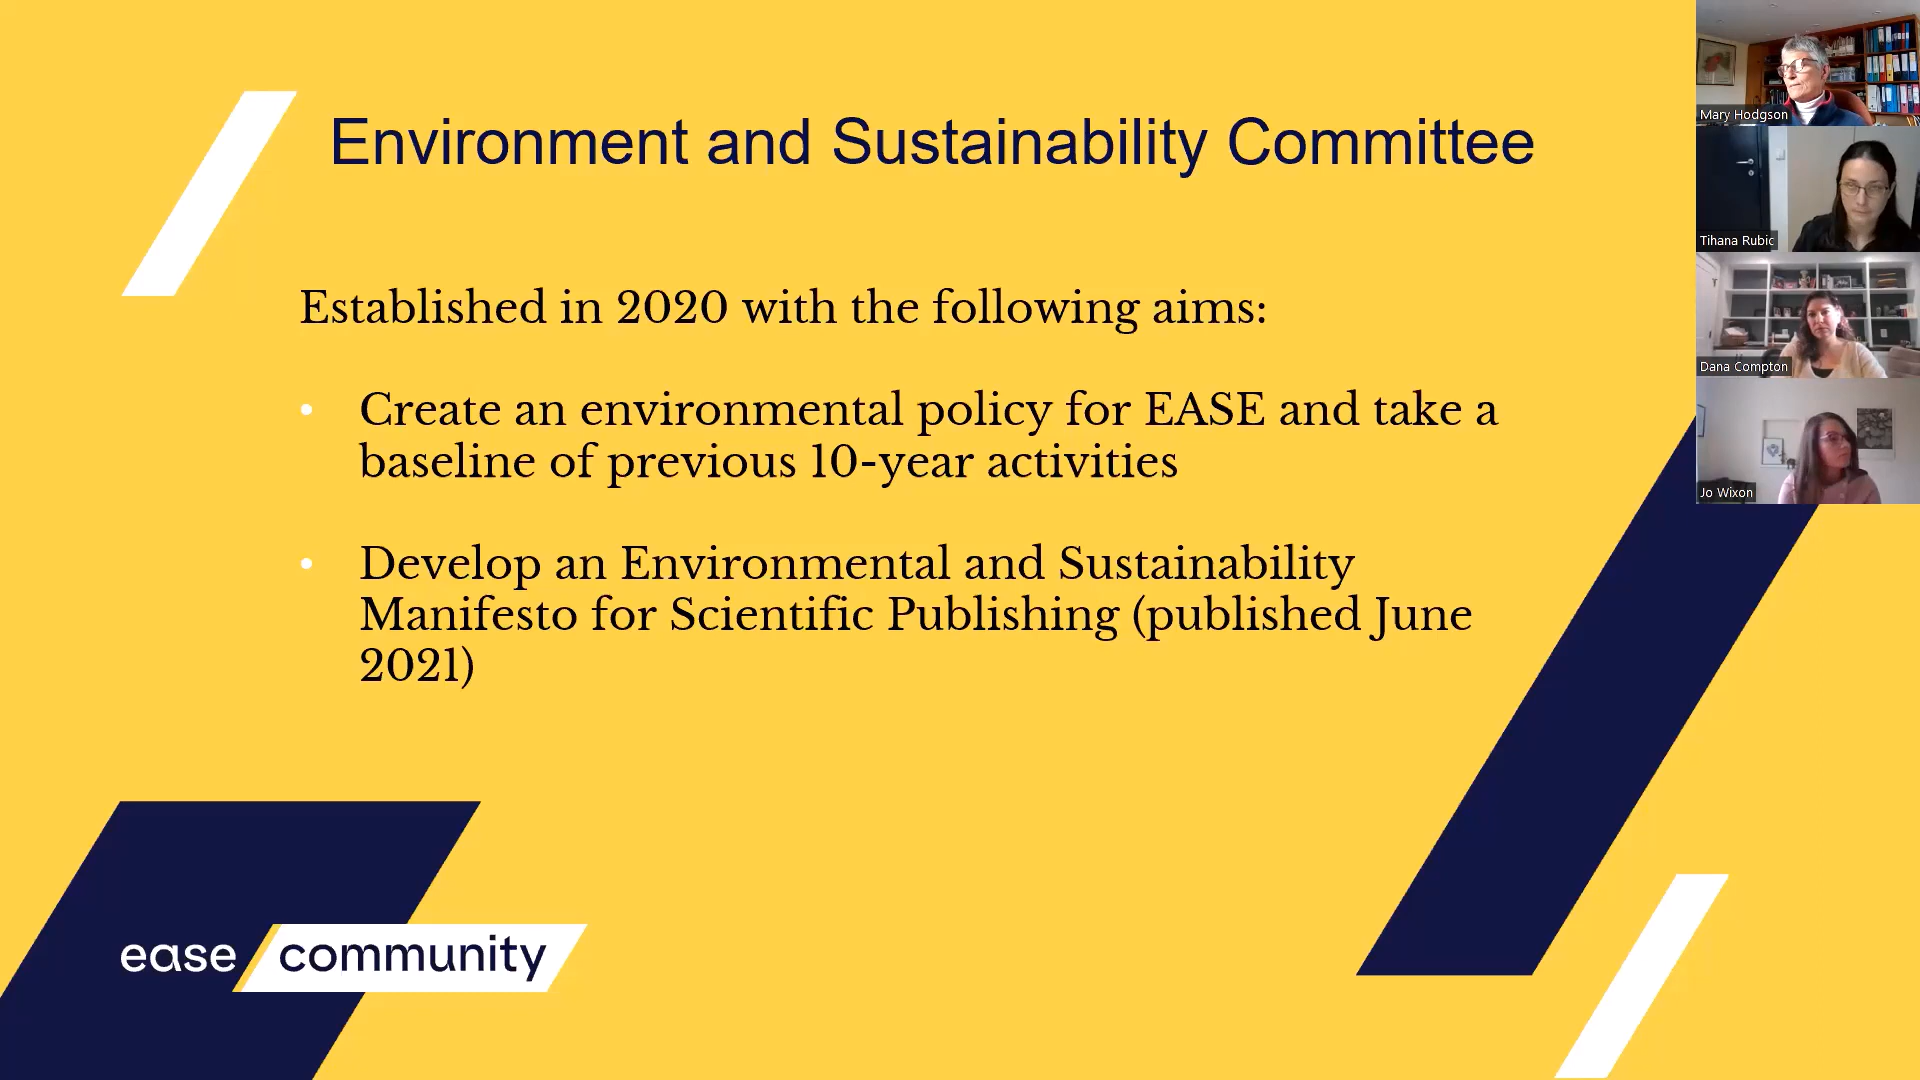 Environment and Sustainability Committee
Established in 2020 with the following aims:
• Create an environmental policy for EASE and take a
baseline of previous 10-year activities
• Develop an Environmental and Sustainability
Manifesto for Scientific Publishing (published June
2021)
ease community
Mary Hodgson
Tihana Rubic
Dana Compton
Jo Wixon